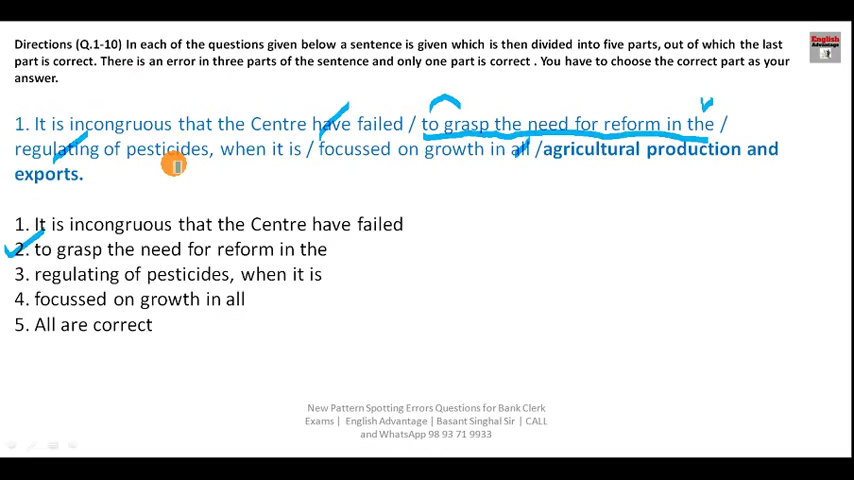 Directions (Q.1-10) In each of the questions given below a sentence is given which is then divided into five parts, out of which the last
part is correct. There is an error in three parts of the sentence and only one part is correct . You have to choose the correct part as your
answer.
English
Advantage
1. It is incongruous that the Centre have failed / to grasp the need for reform in the /
regulating of pesticides, when it is / focussed on growth in all /agricultural production and
exports.
1. It is incongruous that the Centre have failed
2. to grasp the need for reform in the
3. regulating of pesticides, when it is
4. focussed on growth in all
5. All are correct
New Pattern Spotting Errors Questions for Bank Clerk
Exams | English Advantage | Basant Singhal Sir | CALL
and WhatsApp 98 93 71 9933